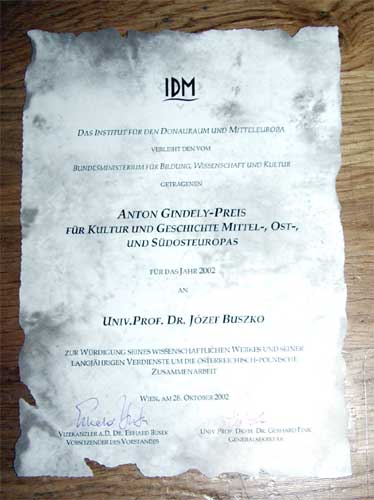 IDM
DAS INSTITUT FÜR DEN DONAURAUM UND MITTELEUROPA
VERLEIHT DEN VOM
BUNDESMINISTERIUM FÜR BILDUNG, WISSENSCHAFT UND KULTUR
GETRAGENEN
ANTON GINDELY-PREIS
FÜR KULTUR UND GESCHICHTE MITTEL-, OST-,
UND SÜDOSTEUROPAS
FÜR DAS JAHR 2002
AN
UNIV.PROF. DR. JÓZEF BUSZKO
ZUR WÜRDIGUNG SEINES WISSENSCHAFTLICHEN WERKES UND SEINER
LANGJÄHRIGEN VERDIENSTE UM DIE ÖSTERREICHISCH-POLNISCHE
ZUSAMMENARBEIT
WIEN, AM 28. OKTOBER 2002
VIZEKANZLER A.D. DR. ERHARD BUSEK
VORSITZENDER DES VORSTANDES
UNIV. PROF. DR. GERHARD FINK
GENERALSEKRETÄR